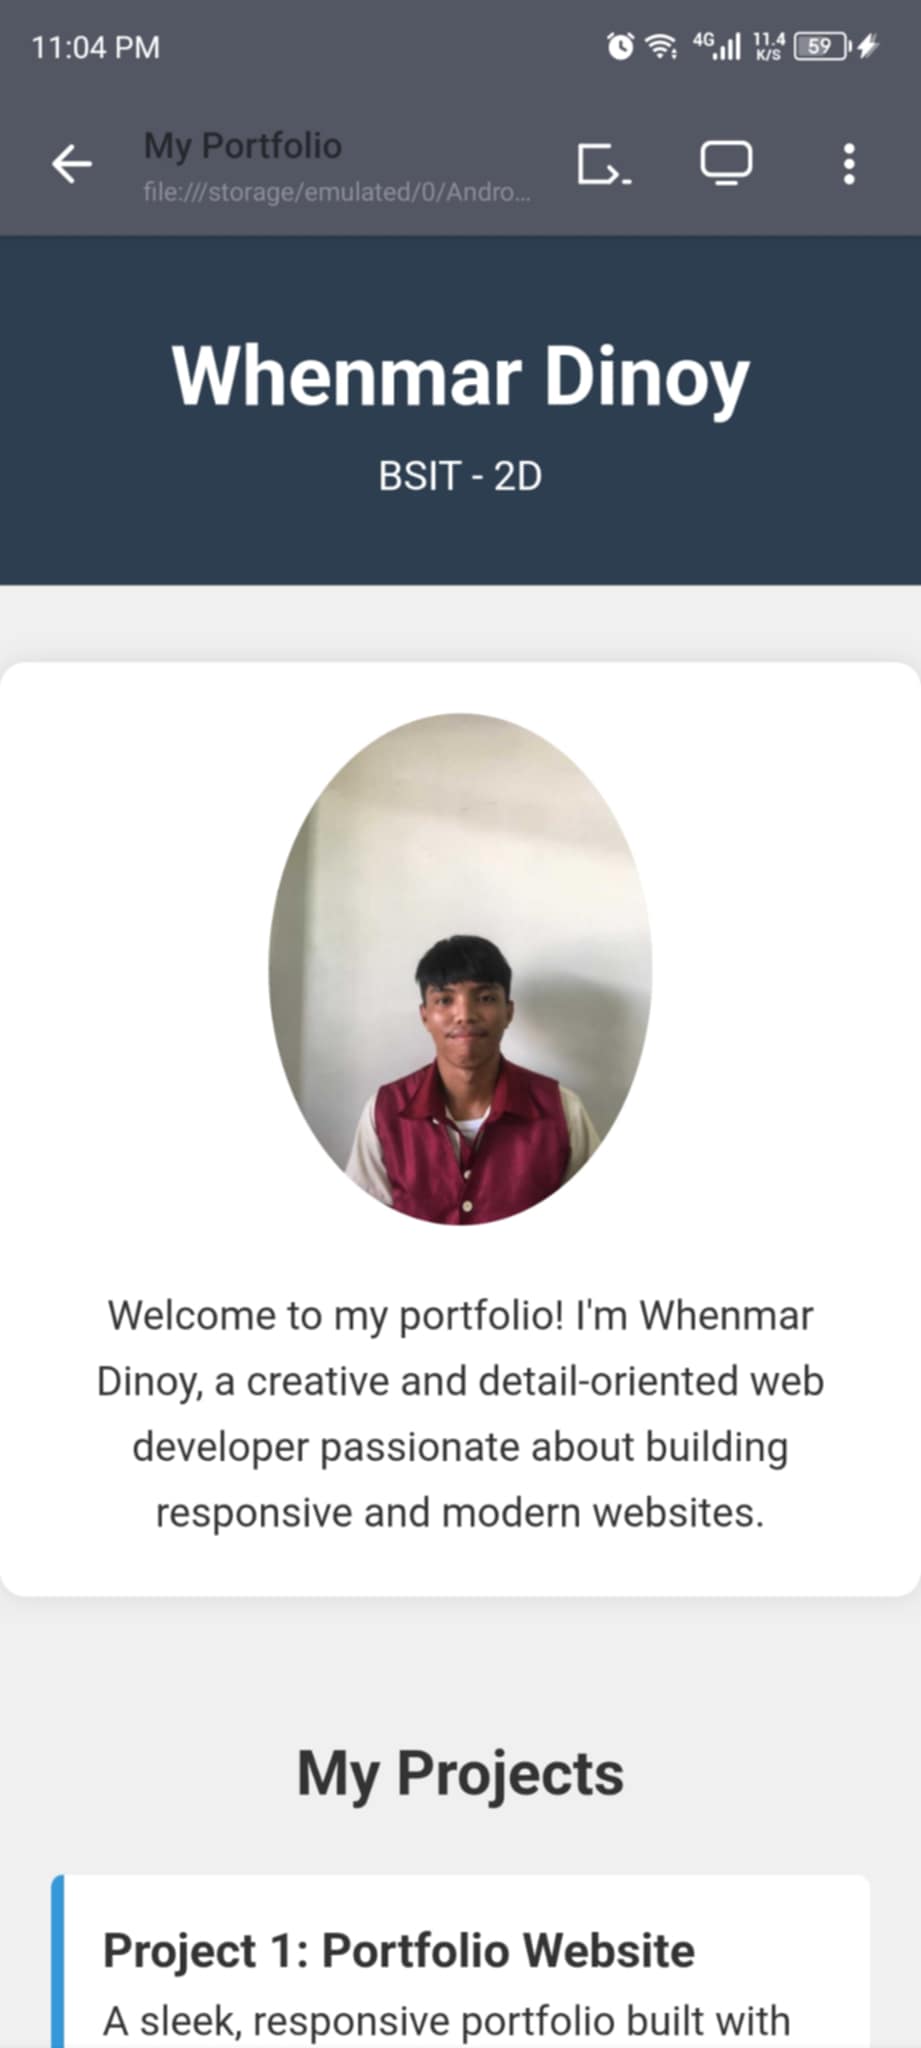 11:04 PM
4G
11.4
K/S
59
My Portfolio
file:///storage/emulated/0/Andro...
Whenmar Dinoy
BSIT - 2D
Welcome to my portfolio! I'm Whenmar
Dinoy, a creative and detail-oriented web
developer passionate about building
responsive and modern websites.
My Projects
Project 1: Portfolio Website
A sleek, responsive portfolio built with